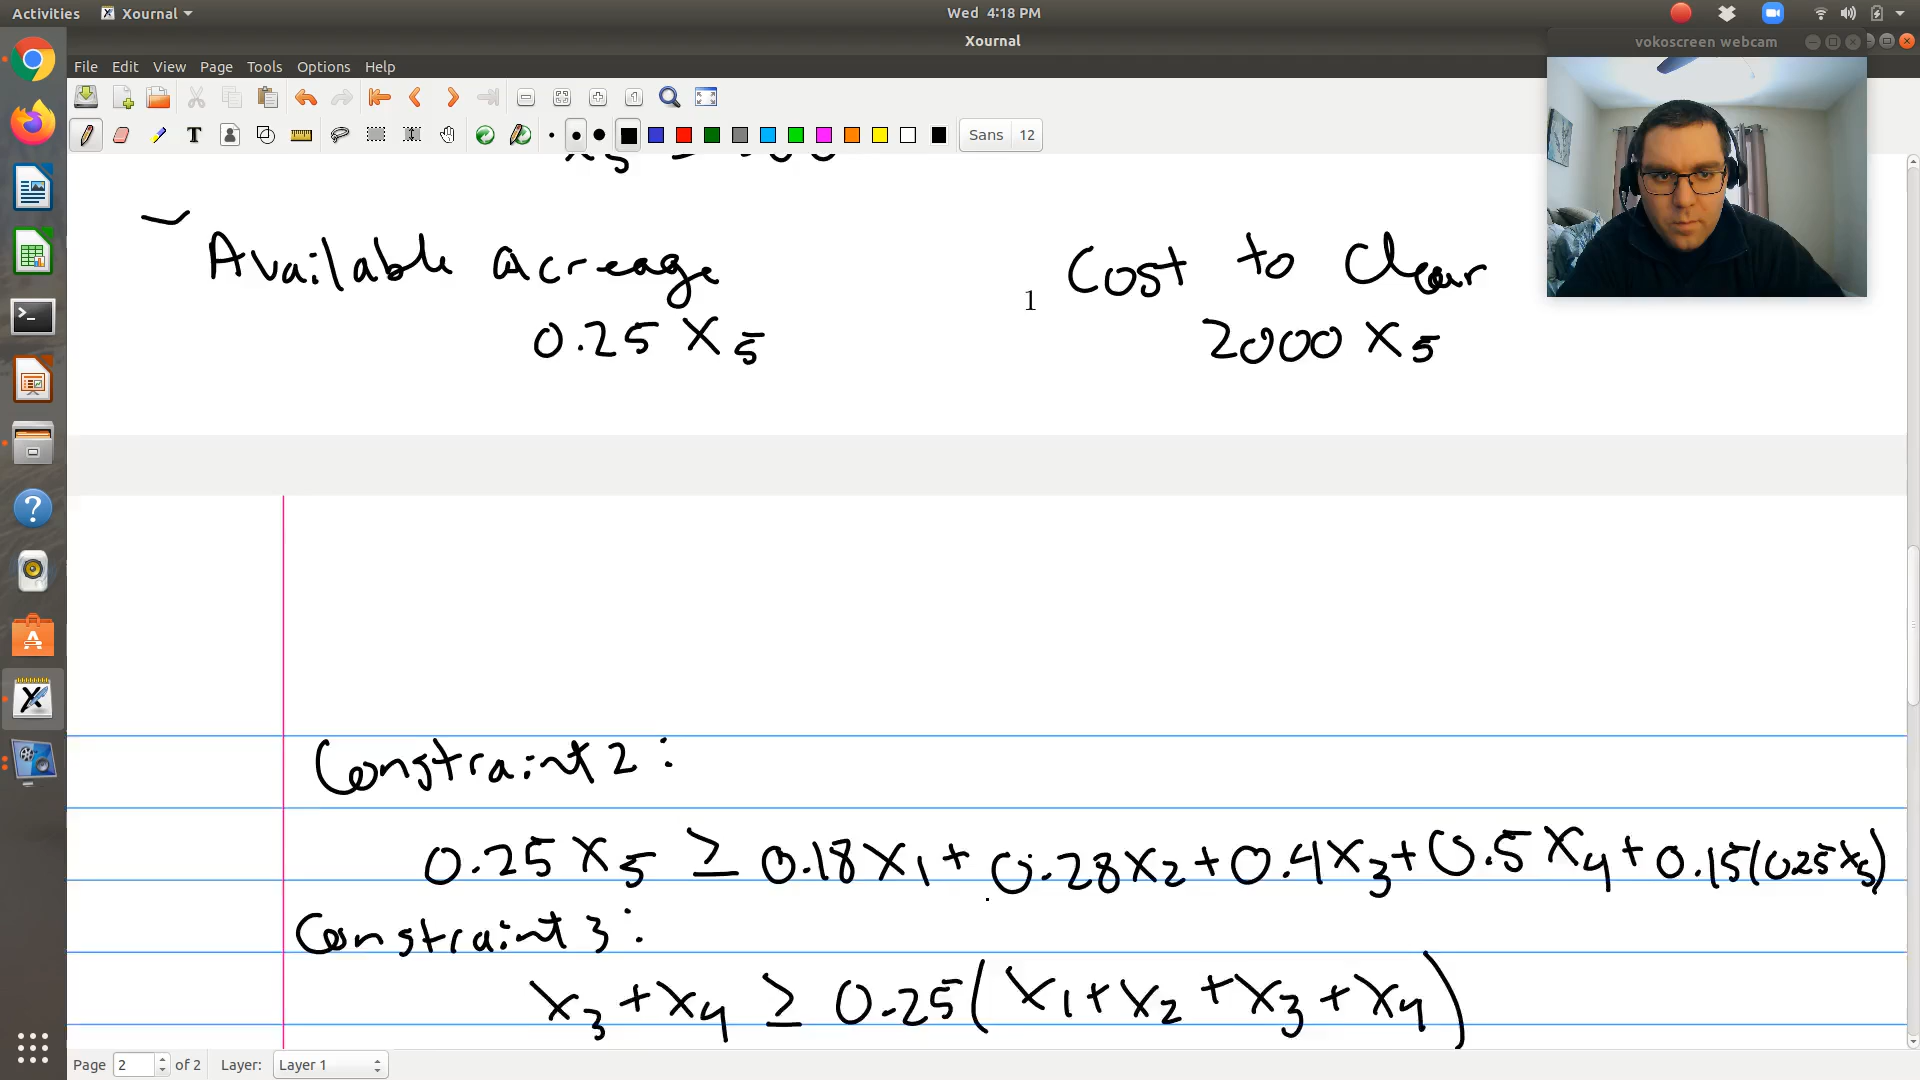 Activities Xournal Wed 4:18 PM
Xournal
vokoscreen webcam
File Edit View Page Tools Options Help
Sans 12
Available acreage
0.25 X5
1
Cost to Clear
2000 X5
Constraint 2:
0.25 X5 ≥ 0.18X1 + 0.28X2 + 0.4X3 + 0.5X4 + 0.15(0.25X5)
Constraint 3:
X3 + X4 ≥ 0.25(X1 + X2 + X3 + X4)
Page 2 of 2 Layer: Layer 1